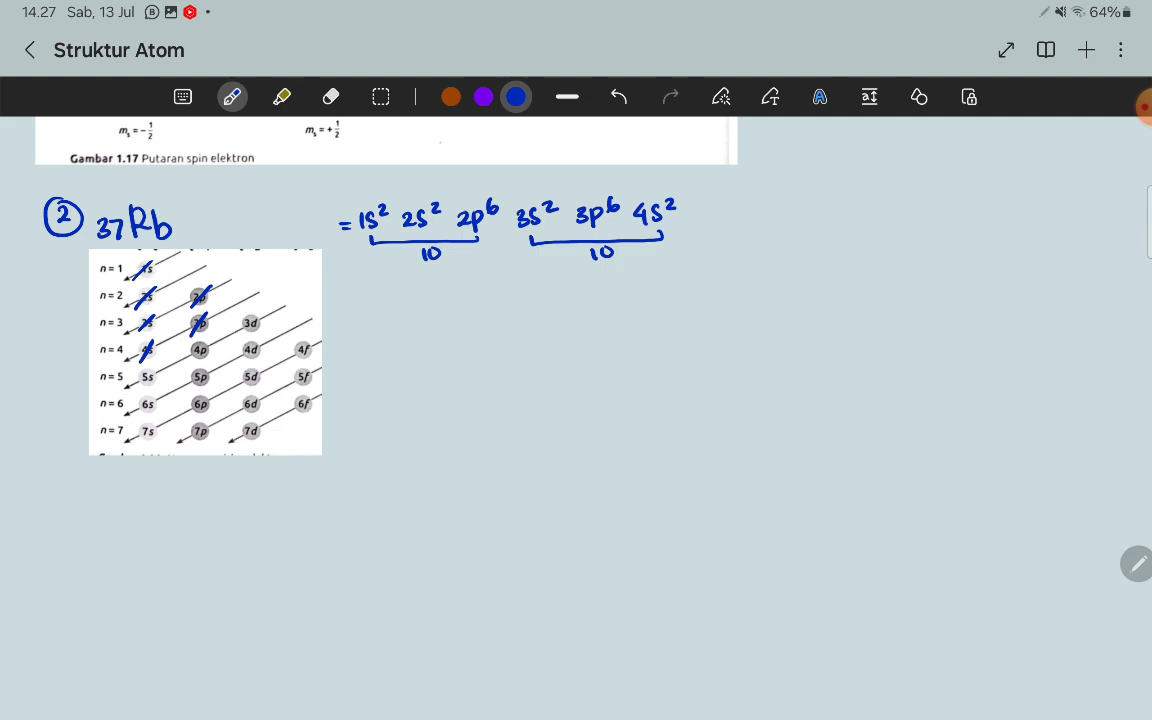 14.27 Sab, 13 Jul 64%
Struktur Atom
mₛ = -1/2 mₛ = +1/2
Gambar 1.17 Putaran spin elektron
② ₃₇Rb = 1s² 2s² 2p⁶ 3s² 3p⁶ 4s²
10 10
n = 1 1s
n = 2 2s 2p
n = 3 3s 3p 3d
n = 4 4s 4p 4d 4f
n = 5 5s 5p 5d 5f
n = 6 6s 6p 6d 6f
n = 7 7s 7p 7d